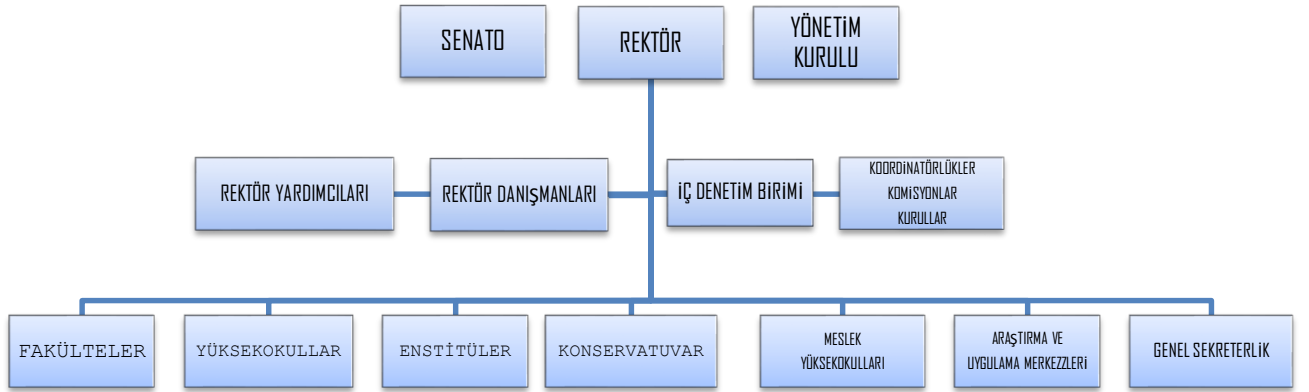 SENATO
REKTÖR
YÖNETİM
KURULU
REKTÖR YARDIMCILARI
REKTÖR DANIŞMANLARI
İÇ DENETİM BİRİMİ
KOORDİNATÖRLÜKLER
KOMİSYONLAR
KURULLAR
FAKÜLTELER
YÜKSEKOKULLAR
ENSTİTÜLER
KONSERVATUVAR
MESLEK
YÜKSEKOKULLARI
ARAŞTIRMA VE
UYGULAMA MERKEZZLERİ
GENEL SEKRETERLİK